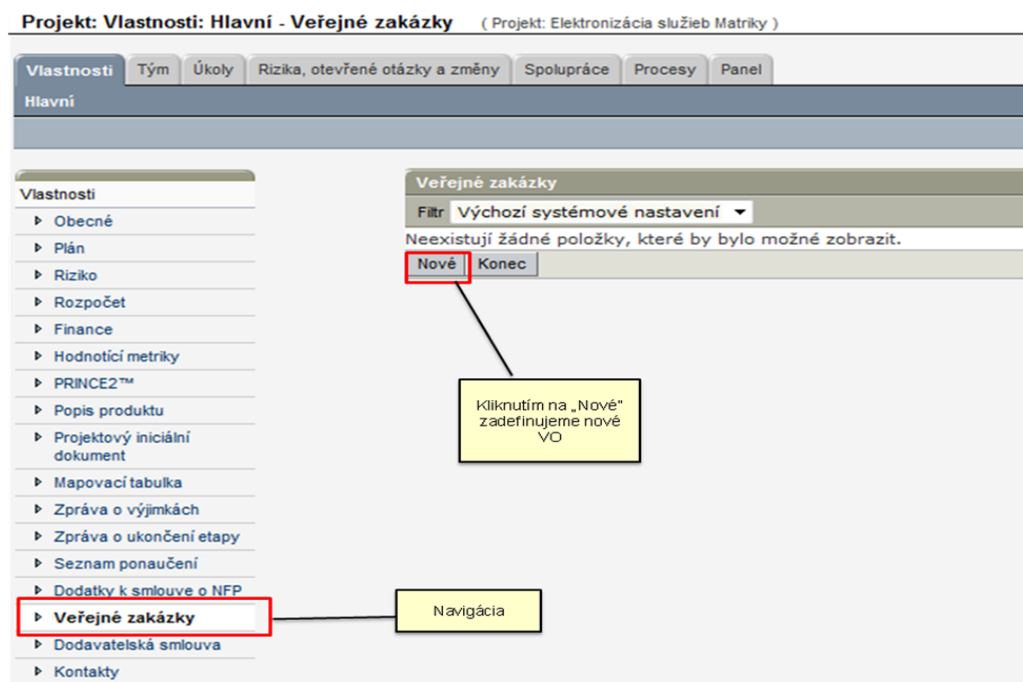 Projekt: Vlastnosti: Hlavní - Veřejné zakázky ( Projekt: Elektronizácia služieb Matriky )
Vlastnosti Tým Úkoly Rizika, otevřené otázky a změny Spolupráce Procesy Panel
Hlavní
Vlastnosti
Obecné
Plán
Riziko
Rozpočet
Finance
Hodnotící metriky
PRINCE2™
Popis produktu
Projektový iniciální
dokument
Mapovací tabulka
Zpráva o výjimkách
Zpráva o ukončení etapy
Seznam ponaučení
Dodatky k smlouve o NFP
Veřejné zakázky
Dodavatelská smlouva
Kontakty
Veřejné zakázky
Filtr Výchozí systémové nastavení
Neexistují žádné položky, které by bylo možné zobrazit.
Nové Konec
Kliknutím na „Nové"
zadefinujeme nové
VO
Navigácia